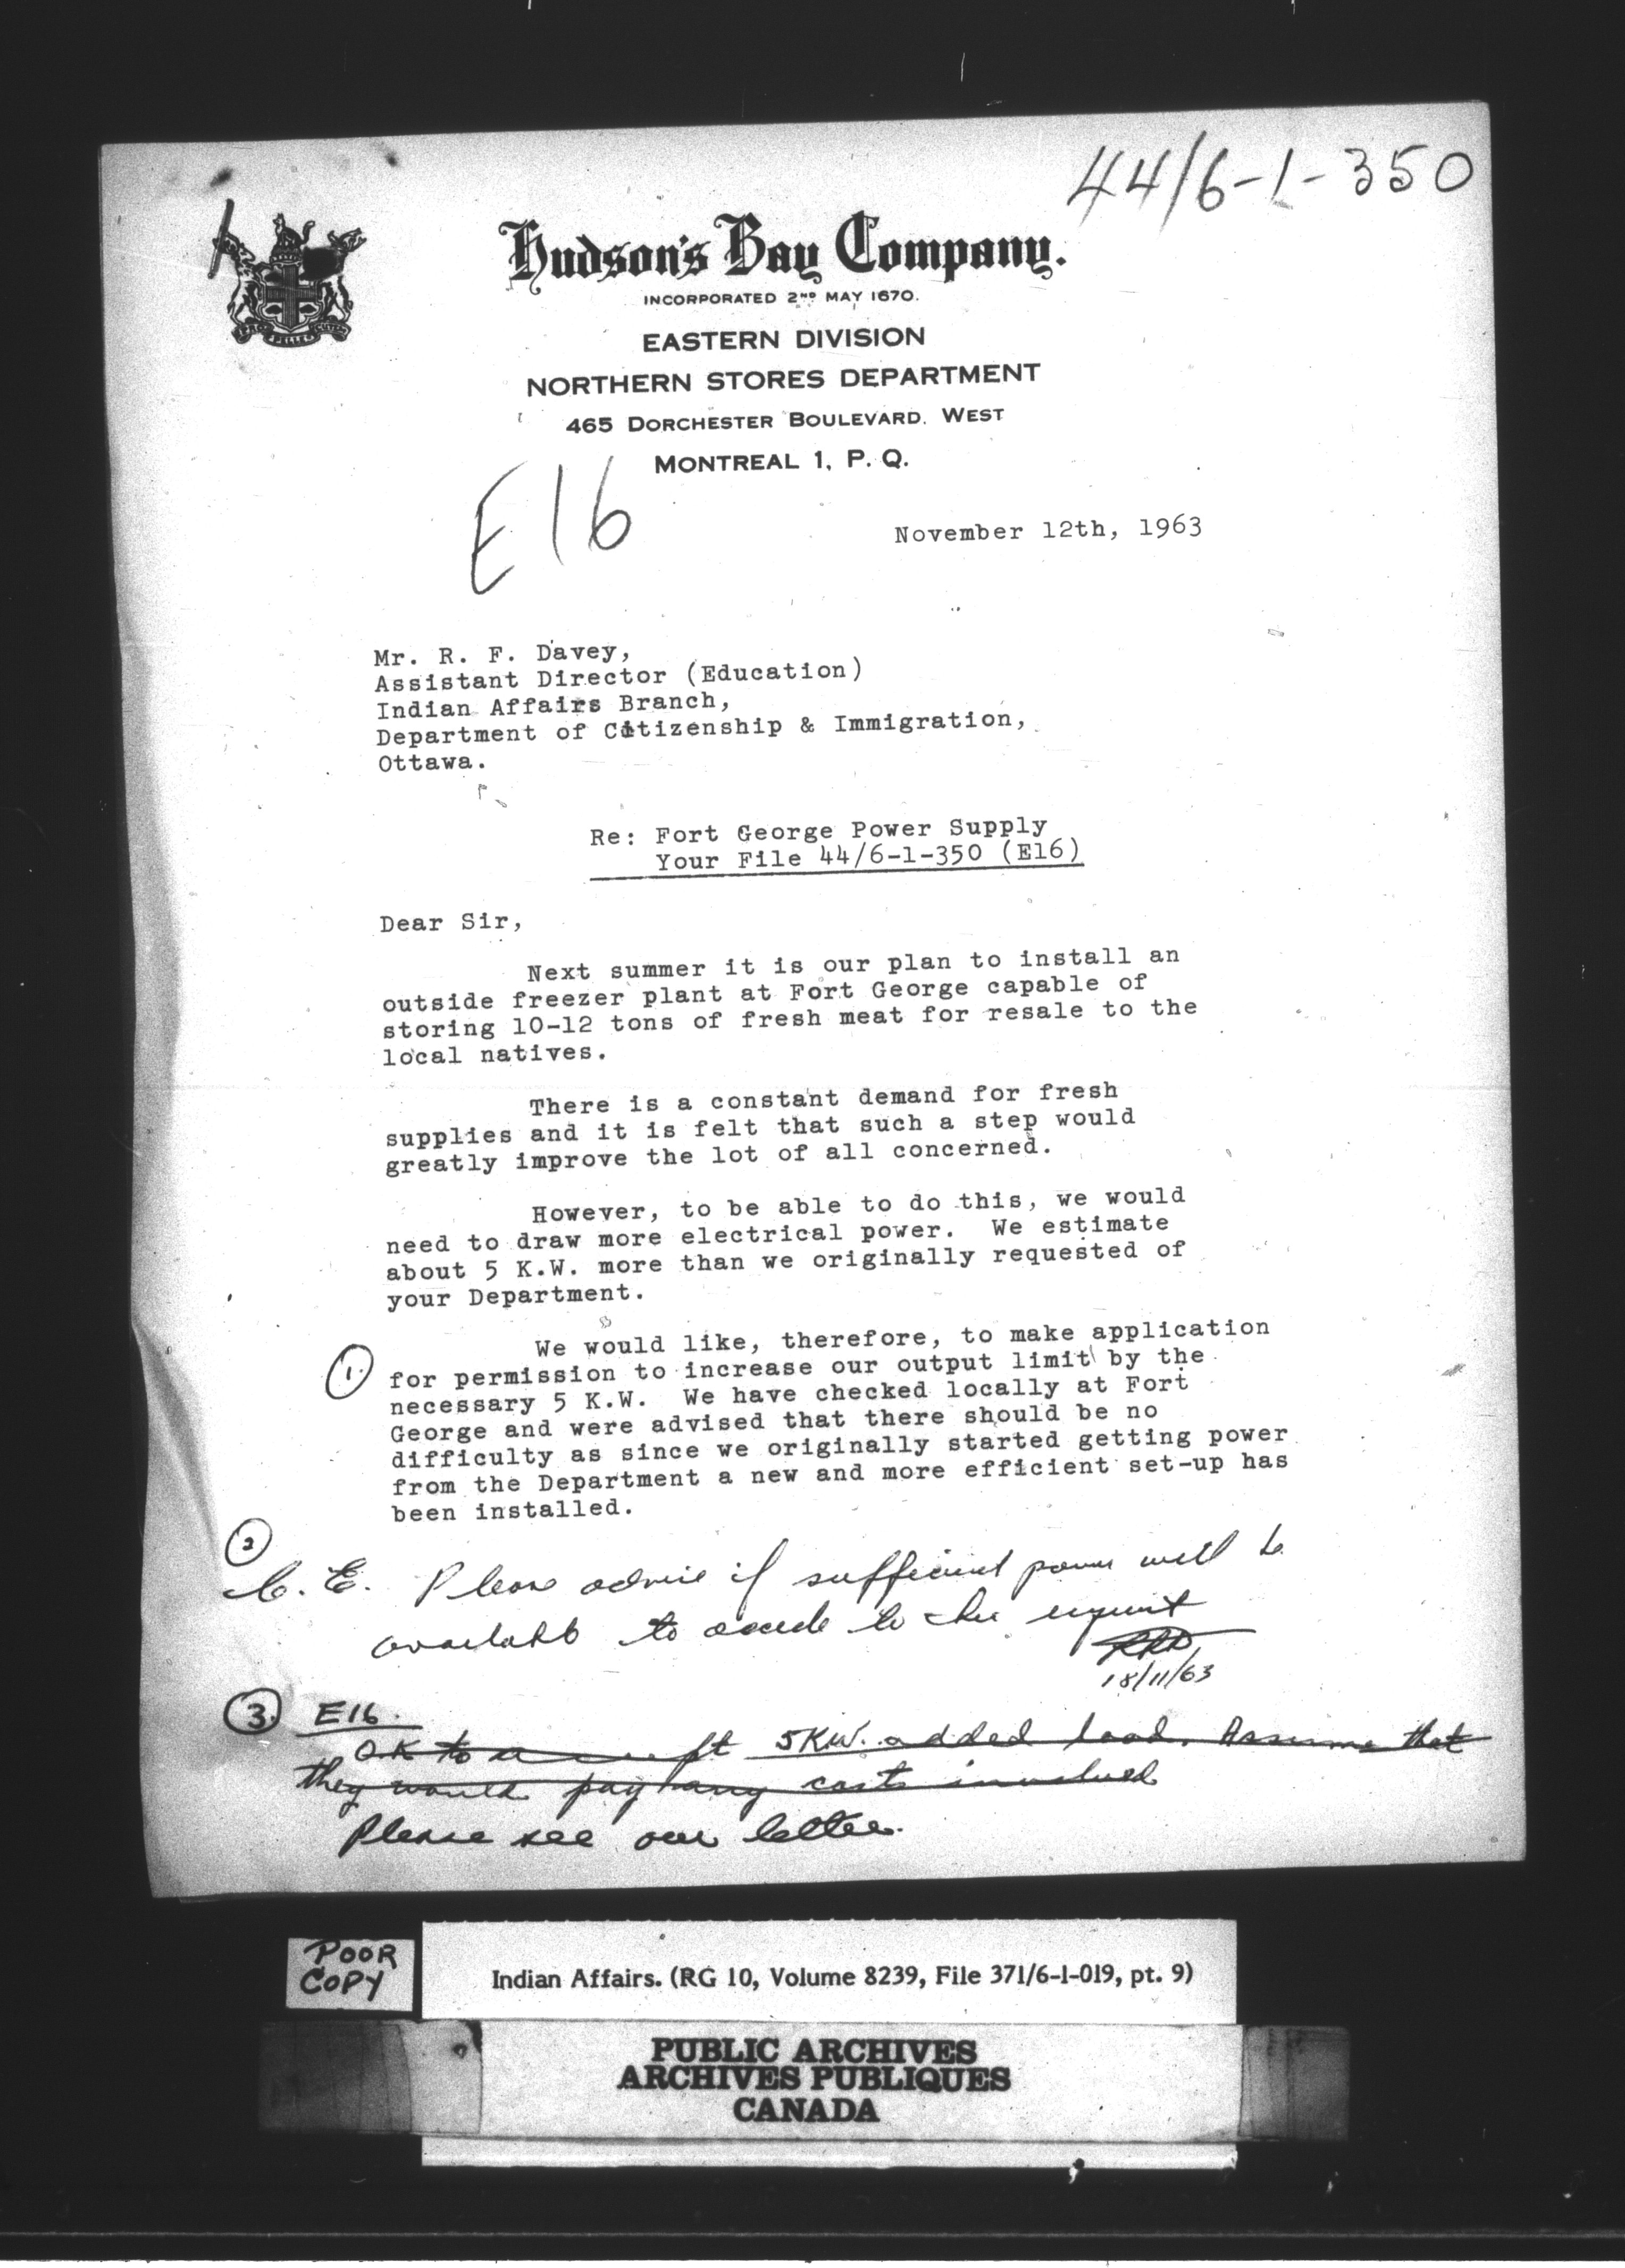 44/6-1-350
Hudson's Bay Company.
INCORPORATED 2ND MAY 1670.
EASTERN DIVISION
NORTHERN STORES DEPARTMENT
465 DORCHESTER BOULEVARD. WEST
MONTREAL 1, P. Q.
E16
November 12th, 1963
Mr. R. F. Davey,
Assistant Director (Education)
Indian Affairs Branch,
Department of Citizenship & Immigration,
Ottawa.
Re: Fort George Power Supply
Your File 44/6-1-350 (E16)
Dear Sir,
Next summer it is our plan to install an
outside freezer plant at Fort George capable of
storing 10-12 tons of fresh meat for resale to the
local natives.
There is a constant demand for fresh
supplies and it is felt that such a step would
greatly improve the lot of all concerned.
However, to be able to do this, we would
need to draw more electrical power. We estimate
about 5 K.W. more than we originally requested of
your Department.
We would like, therefore, to make application
1. for permission to increase our output limit by the
necessary 5 K.W. We have checked locally at Fort
George and were advised that there should be no
difficulty as since we originally started getting power
from the Department a new and more efficient set-up has
been installed.
2
C. E. Please advise if sufficient power will be
available to accede to the request
18/11/63
3. E16.
OK to accept 5KW. added load. Assume that
they would pay any costs involved
Please see our letter.
POOR
COPY
Indian Affairs. (RG 10, Volume 8239, File 371/6-1-019, pt. 9)
PUBLIC ARCHIVES
ARCHIVES PUBLIQUES
CANADA